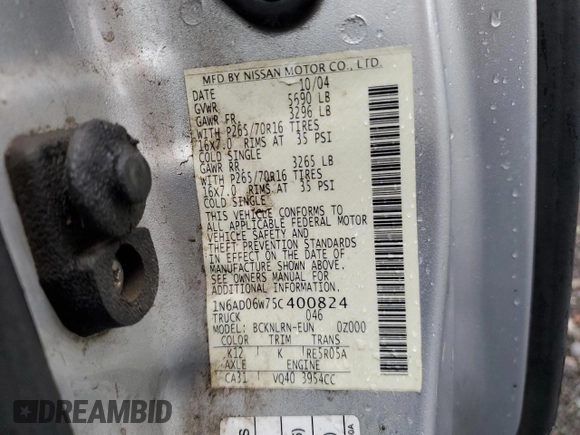 MFD BY NISSAN MOTOR CO., LTD.
DATE 10/04
GVWR 5690 LB
GAWR FR 3296 LB
WITH P265/70R16 TIRES
16X7.0 RIMS AT 35 PSI
COLD SINGLE
GAWR RR 3265 LB
WITH P265/70R16 TIRES
16X7.0 RIMS AT 35 PSI
COLD SINGLE
THIS VEHICLE CONFORMS TO
ALL APPLICABLE FEDERAL MOTOR
VEHICLE SAFETY AND
THEFT PREVENTION STANDARDS
IN EFFECT ON THE DATE OF
MANUFACTURE SHOWN ABOVE.
SEE OWNERS MANUAL FOR
ADDITIONAL INFORMATION.
1N6AD06W75C400824
TRUCK 046
MODEL: BCKNLRN-EUN 0Z000
COLOR TRIM TRANS
K12 K RE5R05A
AXLE ENGINE
CA31 VQ40 3954CC
DREAMBID
DREAMBID.COM